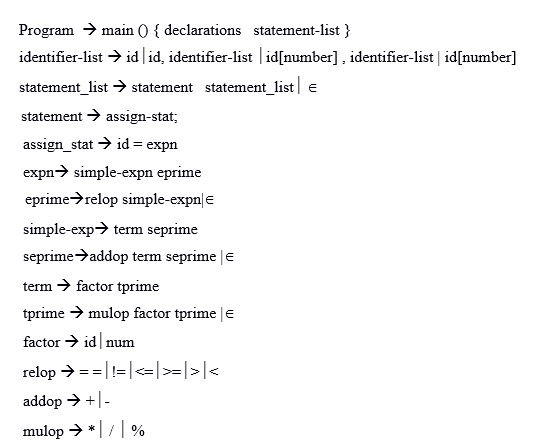 Program → main () { declarations statement-list }
identifier-list → id | id, identifier-list | id[number] , identifier-list | id[number]
statement_list → statement statement_list | ∈
statement → assign-stat;
assign_stat → id = expn
expn→ simple-expn eprime
eprime→relop simple-expn|∈
simple-exp→ term seprime
seprime→addop term seprime |∈
term → factor tprime
tprime → mulop factor tprime |∈
factor → id | num
relop → = =|!=|<=|>=|>|<
addop → +|-
mulop → *| / | %